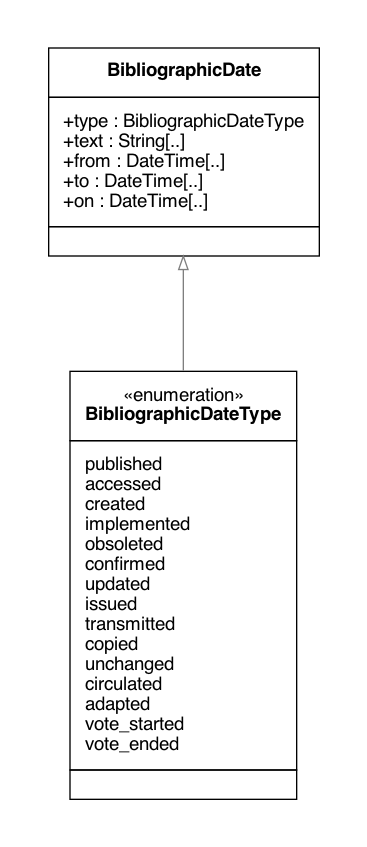 BibliographicDate
+type : BibliographicDateType
+text : String[..]
+from : DateTime[..]
+to : DateTime[..]
+on : DateTime[..]
«enumeration»
BibliographicDateType
published
accessed
created
implemented
obsoleted
confirmed
updated
issued
transmitted
copied
unchanged
circulated
adapted
vote_started
vote_ended